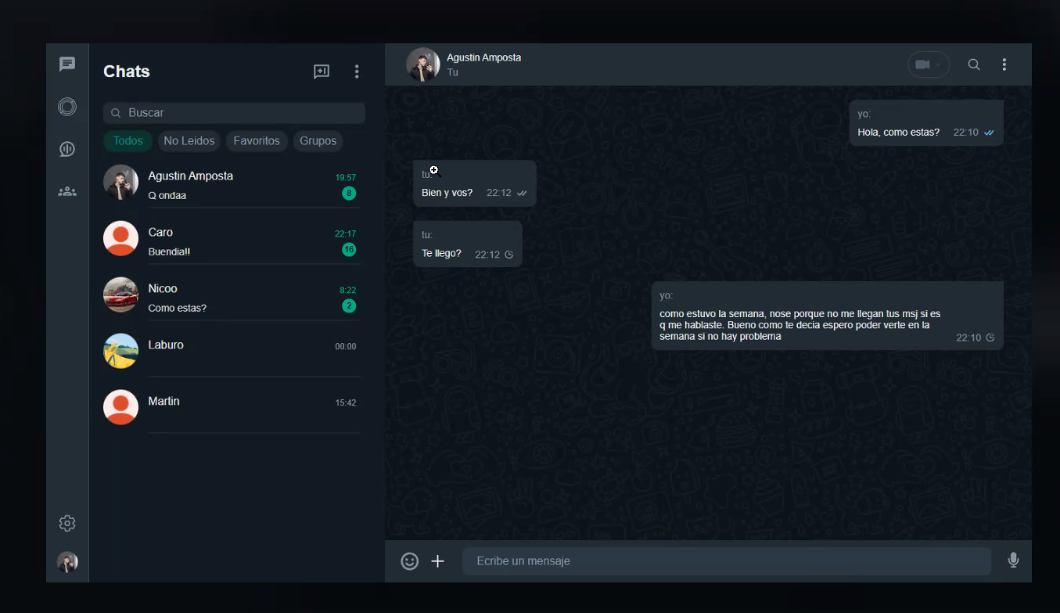 Chats
Buscar
Todos
No Leidos
Favoritos
Grupos
Agustin Amposta
19:57
Q ondaa
8
Caro
22:17
Buendia!!
10
Nicoo
8:22
Como estas?
2
Laburo
00:00
Martin
15:42
Agustin Amposta
Tu
yo:
Hola, como estas? 22:10
tu:
Bien y vos? 22:12
tu:
Te llego? 22:12
yo:
como estuvo la semana, nose porque no me llegan tus msj si es
q me hablaste. Bueno como te decia espero poder verte en la
semana si no hay problema
22:10
Ecribe un mensaje